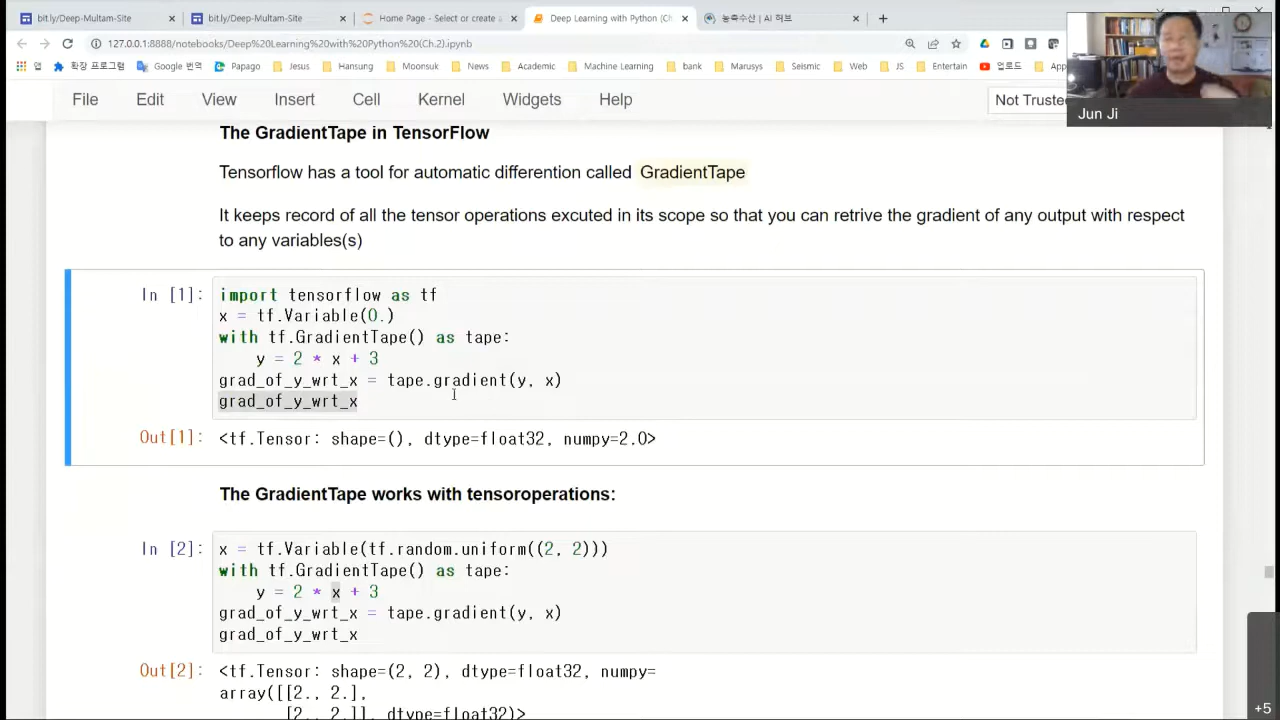 bit.ly/Deep-Multam-Site
bit.ly/Deep-Multam-Site
Home Page - Select or create a
Deep Learning with Python (Ch
농축수산 | AI 허브
127.0.0.1:8888/notebooks/Deep%20Learning%20with%20Python%20(Ch.2).ipynb
앱 확장 프로그램 Google 번역 Papago Jesus Hansung Moonsuk News Academic Machine Learning bank Marusys Seismic Web JS Entertain 업로드 App
File Edit View Insert Cell Kernel Widgets Help
Not Truste
Jun Ji
The GradientTape in TensorFlow
Tensorflow has a tool for automatic differention called GradientTape
It keeps record of all the tensor operations excuted in its scope so that you can retrive the gradient of any output with respect
to any variables(s)
In [1]: import tensorflow as tf
x = tf.Variable(0.)
with tf.GradientTape() as tape:
y = 2 * x + 3
grad_of_y_wrt_x = tape.gradient(y, x)
grad_of_y_wrt_x
Out[1]: <tf.Tensor: shape=(), dtype=float32, numpy=2.0>
The GradientTape works with tensoroperations:
In [2]: x = tf.Variable(tf.random.uniform((2, 2)))
with tf.GradientTape() as tape:
y = 2 * x + 3
grad_of_y_wrt_x = tape.gradient(y, x)
grad_of_y_wrt_x
Out[2]: <tf.Tensor: shape=(2, 2), dtype=float32, numpy=
array([[2., 2.],
[2., 2.]], dtype=float32)>
+5